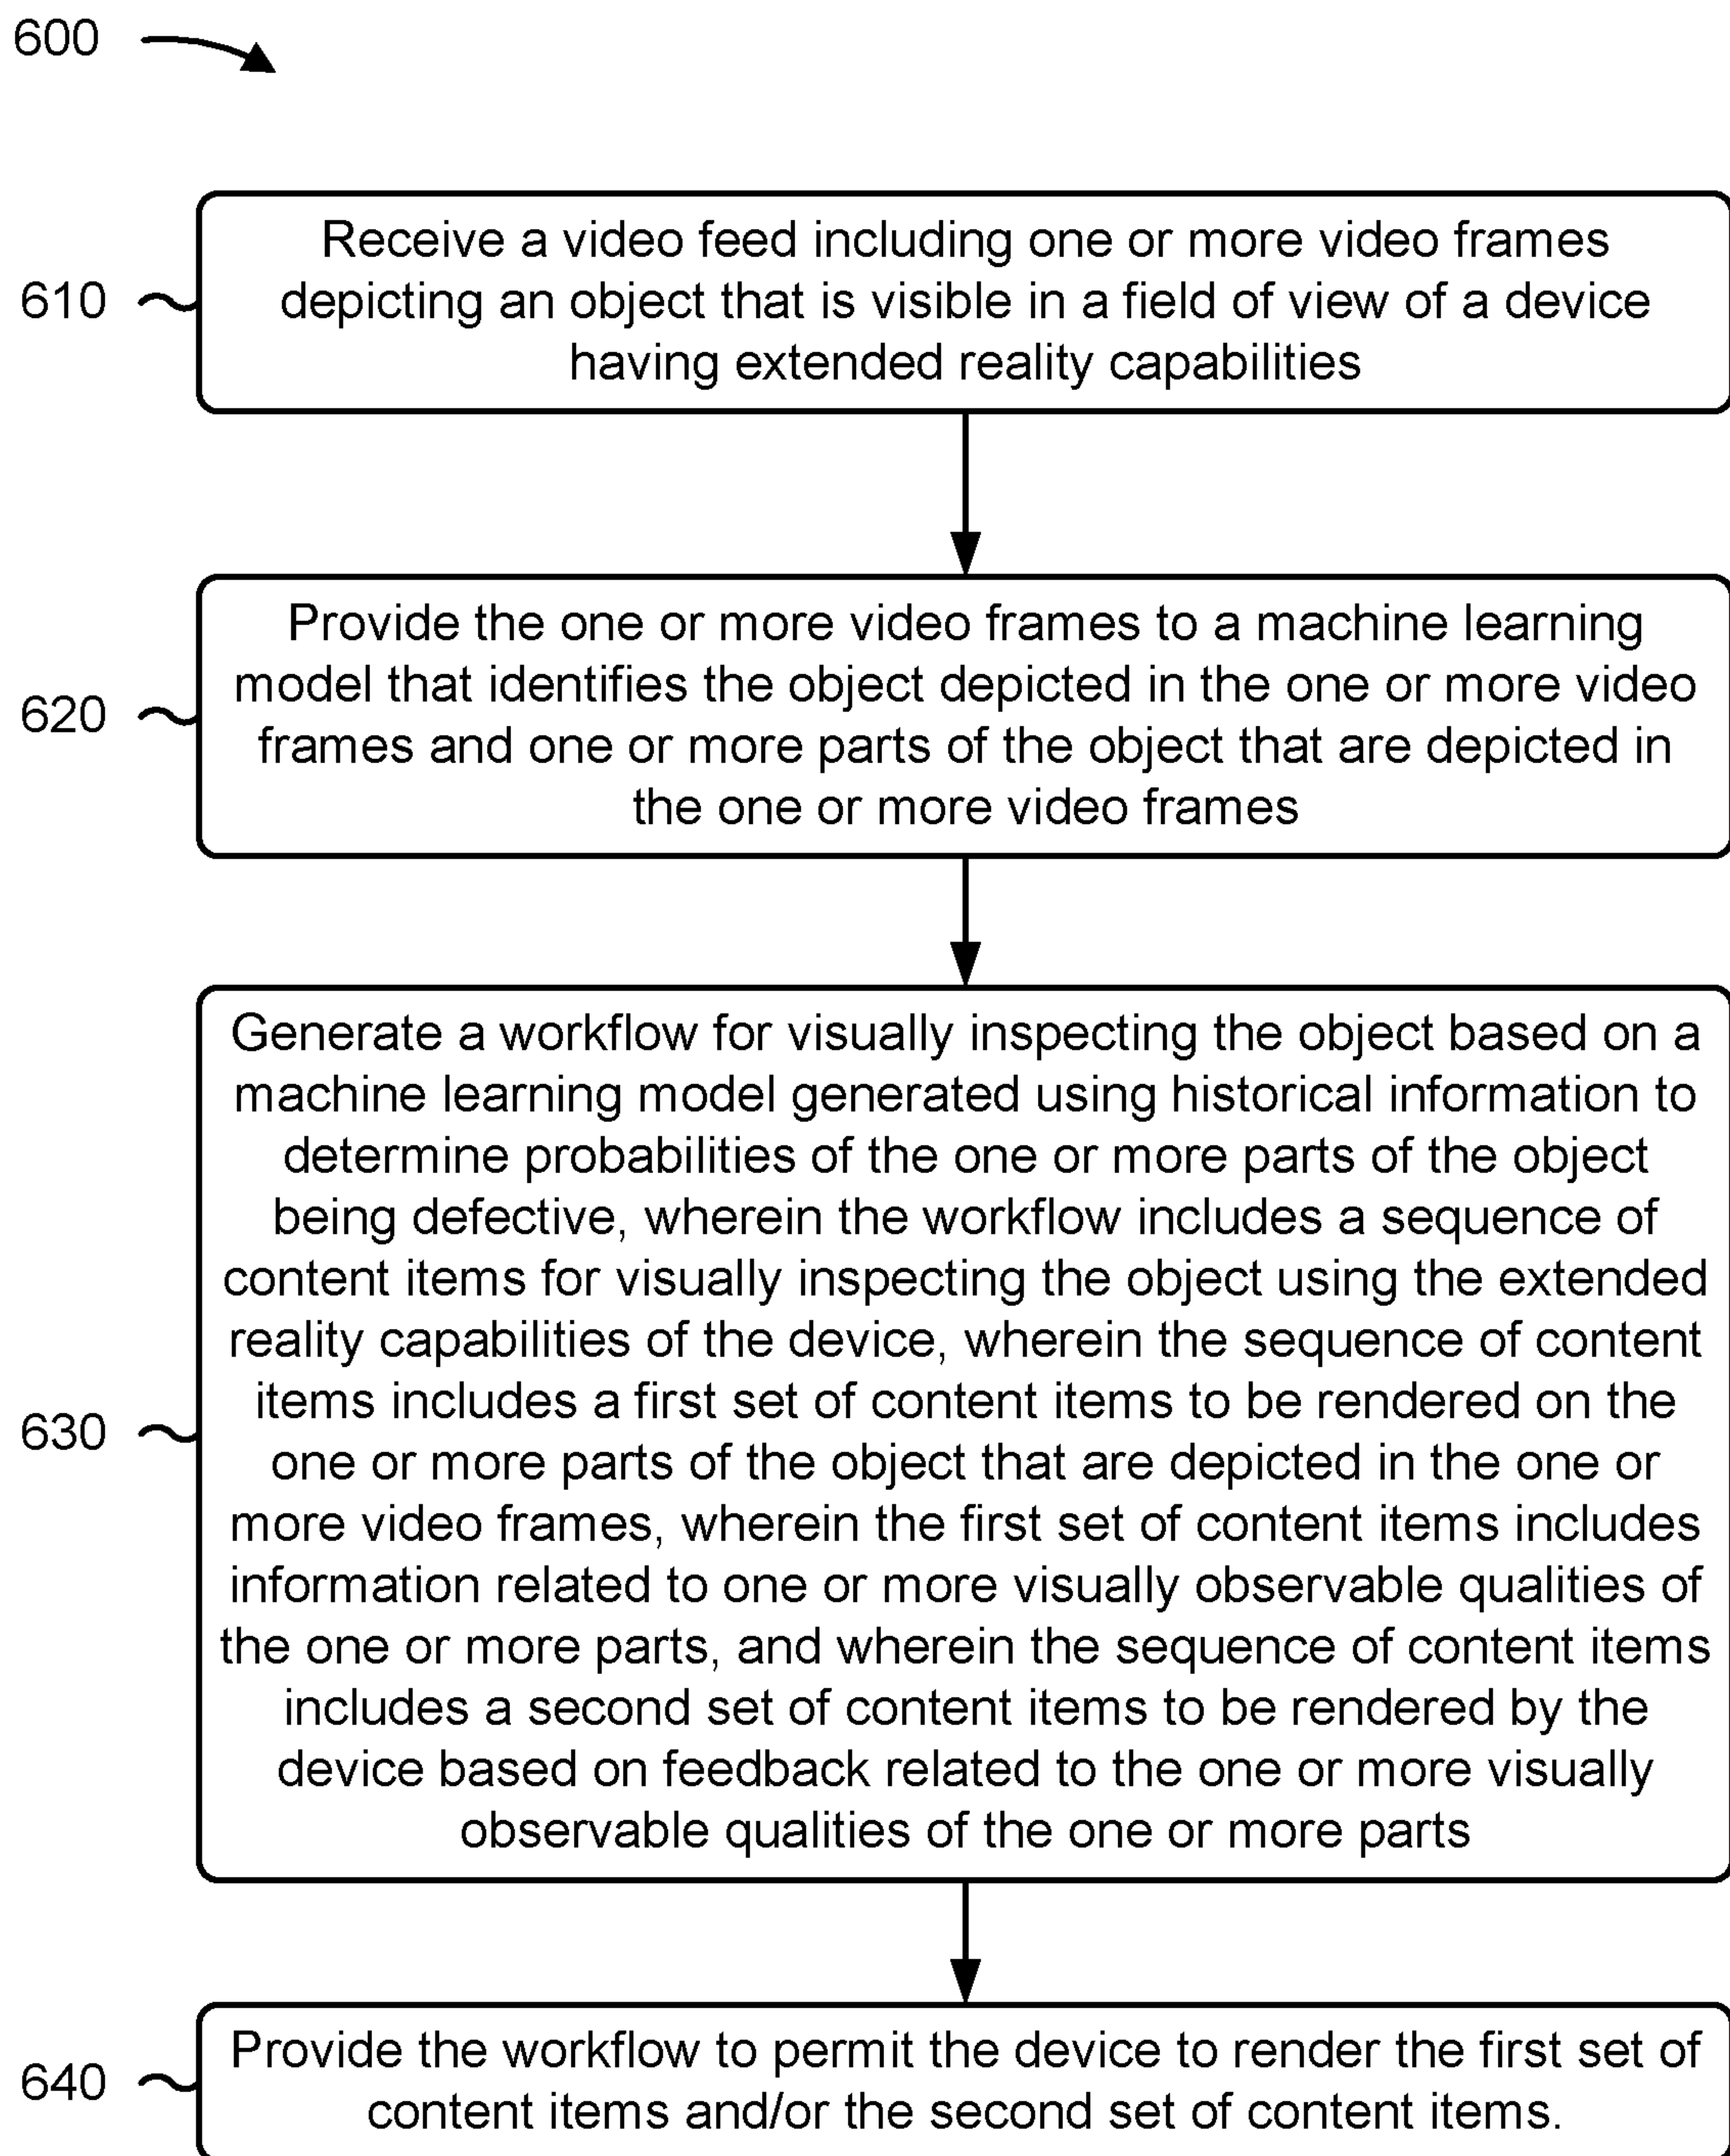 600
Receive a video feed including one or more video frames
depicting an object that is visible in a field of view of a device
having extended reality capabilities
610
Provide the one or more video frames to a machine learning
model that identifies the object depicted in the one or more video
frames and one or more parts of the object that are depicted in
the one or more video frames
620
Generate a workflow for visually inspecting the object based on a
machine learning model generated using historical information to
determine probabilities of the one or more parts of the object
being defective, wherein the workflow includes a sequence of
content items for visually inspecting the object using the extended
reality capabilities of the device, wherein the sequence of content
items includes a first set of content items to be rendered on the
one or more parts of the object that are depicted in the one or
more video frames, wherein the first set of content items includes
information related to one or more visually observable qualities of
the one or more parts, and wherein the sequence of content items
includes a second set of content items to be rendered by the
device based on feedback related to the one or more visually
observable qualities of the one or more parts
630
Provide the workflow to permit the device to render the first set of
content items and/or the second set of content items.
640